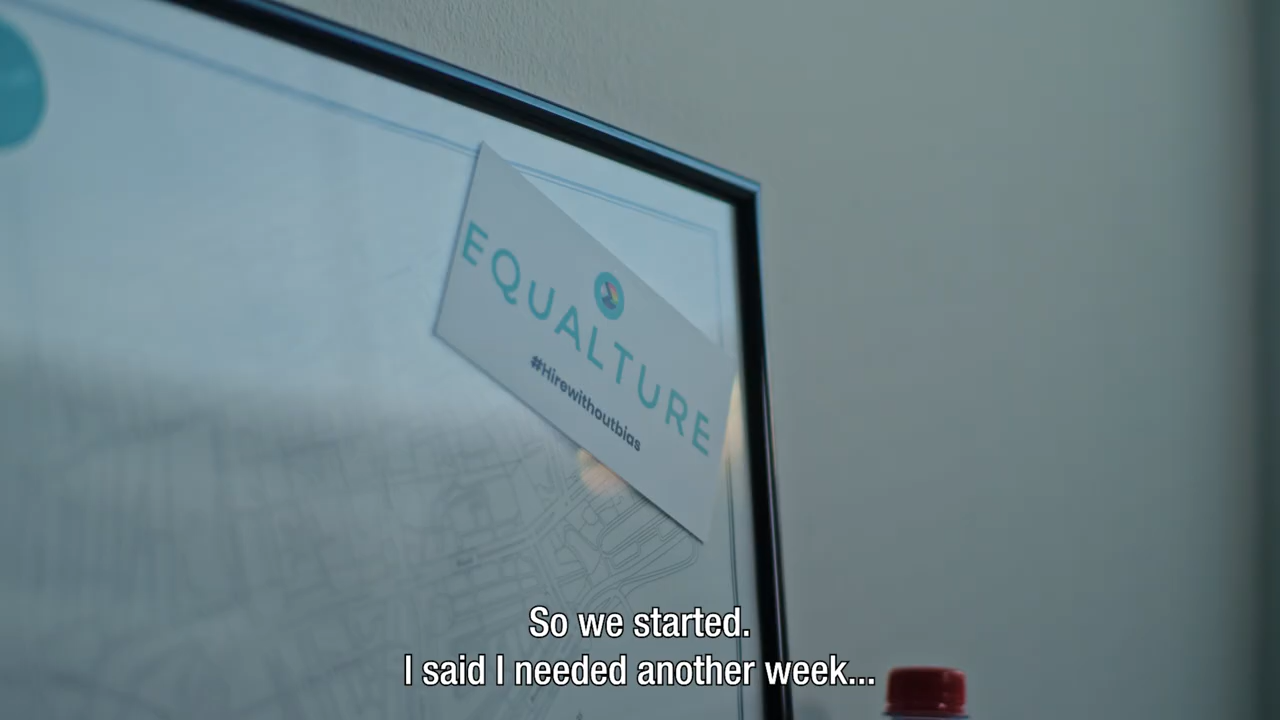 EQUALTURE
#Hirewithoutbias
So we started.
I said I needed another week...